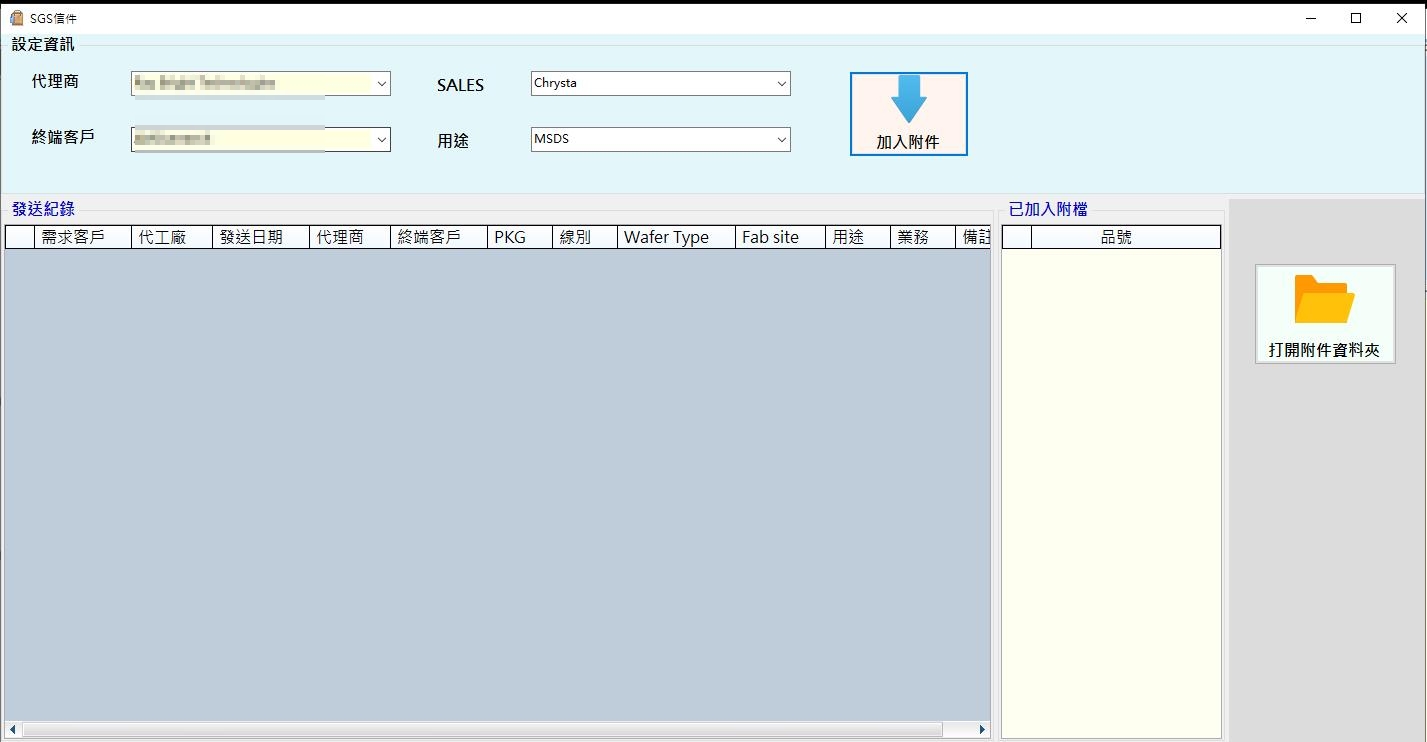 SGS信件
設定資訊
代理商
SALES Chrysta
終端客戶
用途 MSDS
加入附件
發送紀錄
需求客戶 代工廠 發送日期 代理商 終端客戶 PKG 線別 Wafer Type Fab site 用途 業務 備註
已加入附檔
品號
打開附件資料夾